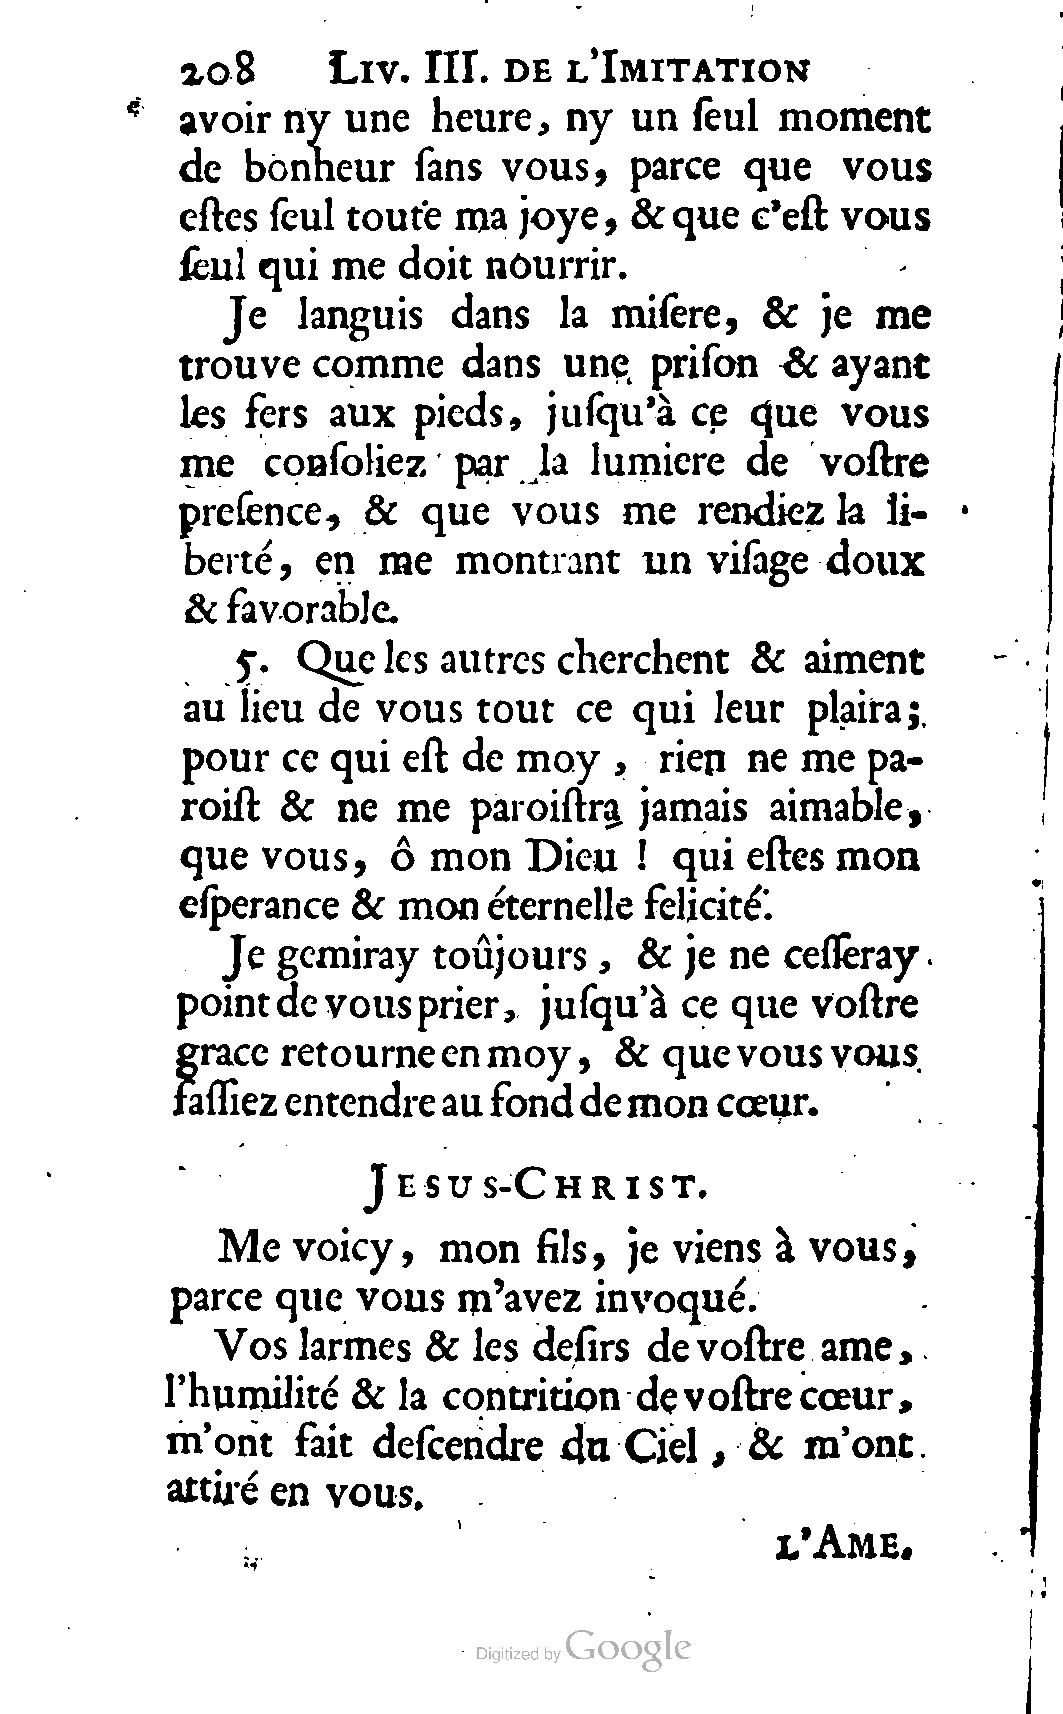 208 LIV. III. DE L'IMITATION
avoir ny une heure, ny un ſeul moment
de bonheur ſans vous, parce que vous
eſtes ſeul toute ma joye, & que c'eſt vous
ſeul qui me doit nourrir.
Je languis dans la miſere, & je me
trouve comme dans une priſon & ayant
les fers aux pieds, juſqu'à ce que vous
me conſoliez par la lumiere de voſtre
preſence, & que vous me rendiez la li-
berté, en me montrant un viſage doux
& favorable.
5. Que les autres cherchent & aiment
au lieu de vous tout ce qui leur plaira;
pour ce qui eſt de moy, rien ne me pa-
roiſt & ne me paroiſtra jamais aimable,
que vous, ô mon Dieu ! qui eſtes mon
eſperance & mon éternelle felicité.
Je gemiray toûjours, & je ne ceſſeray
point de vous prier, juſqu'à ce que voſtre
grace retourne en moy, & que vous vous
faſſiez entendre au fond de mon cœur.
JESUS-CHRIST.
Me voicy, mon fils, je viens à vous,
parce que vous m'avez invoqué.
Vos larmes & les deſirs de voſtre ame,
l'humilité & la contrition de voſtre cœur,
m'ont fait deſcendre du Ciel, & m'ont
attiré en vous.
L'AME.
Digitized by Google